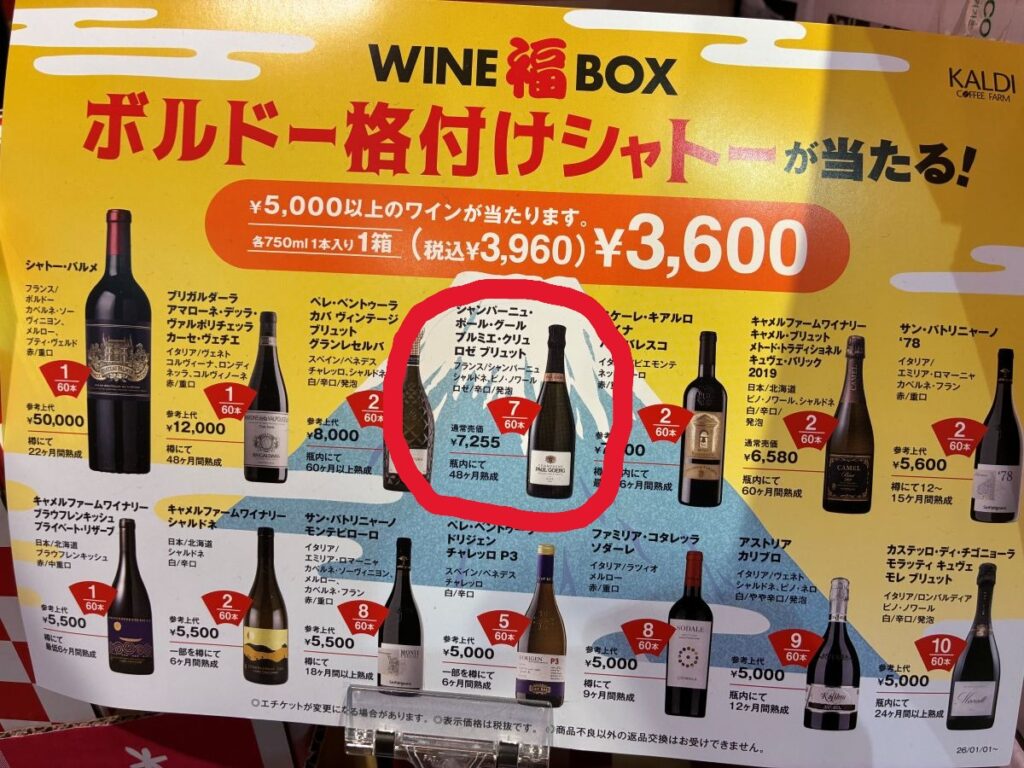 WINE 福 BOX
KALDI
COFFEE FARM
ボルドー格付けシャトーが当たる!
¥5,000以上のワインが当たります。
各750ml 1本入り1箱 (税込¥3,960) ¥3,600
シャトー・パルメ
フランス/
ボルドー
カベルネ・ソー
ヴィニヨン、
メルロー、
プティ・ヴェルド
赤/重口
1
60本
参考上代
¥50,000
樽にて
22ヶ月間熟成
ブリガルダーラ
アマローネ・デッラ・
ヴァルポリチェッラ
カーセ・ヴェチェ
イタリア/ヴェネト
コルヴィーナ、ロンディ
ネッラ、コルヴィノーネ
赤/重口
1
60本
参考上代
¥12,000
樽にて
48ヶ月間熟成
ペレ・ベントゥーラ
カバ ヴィンテージ
ブリュット
グランレセルバ
スペイン/ペネデス
チャレッロ、シャルドネ
白/辛口/発泡
2
60本
参考上代
¥8,000
瓶内にて
60ヶ月以上熟成
シャンパーニュ・
ポール・グール
プルミエ・クリュ
ロゼ ブリュット
フランス/シャンパーニュ
シャルドネ、ピノ・ノワール
ロゼ/辛口/発泡
7
60本
通常売価
¥7,255
瓶内にて
48ヶ月熟成
PAUL GOERG
ケーレ・キアルロ
バレスコ
ピエモンテ
2
60本
キャメルファームワイナリー
キャメル・ブリュット
メトード・トラディショネル
キュヴェ・バリック
2019
日本/北海道
ピノ・ノワール、シャルドネ
白/辛口/
発泡
2
60本
通常売価
¥6,580
瓶内にて
60ヶ月間熟成
CAMEL
サン・パトリニャーノ
'78
イタリア/
エミリア・ロマーニャ
カベルネ・フラン
赤/重口
2
60本
参考上代
¥5,600
樽にて12〜
15ヶ月間熟成
'78
キャメルファームワイナリー
ブラウフレンキッシュ
プライベート・リザーブ
日本/北海道
ブラウフレンキッシュ
赤/中重口
1
60本
参考上代
¥5,500
樽にて
最低6ヶ月間熟成
キャメルファームワイナリー
シャルドネ
日本/北海道
シャルドネ
白/辛口
2
60本
参考上代
¥5,500
一部を樽にて
6ヶ月間熟成
サン・パトリニャーノ
モンテピローロ
イタリア/
エミリア・ロマーニャ
カベルネ・ソーヴィニヨン、
メルロー、
カベルネ・フラン
赤/重口
8
60本
参考上代
¥5,500
樽にて
18ヶ月以上間熟成
ペレ・ベントゥーラ
ドリジェン
チャレッロ P3
スペイン/ペネデス
チャレッロ
白/辛口
5
60本
参考上代
¥5,000
一部を樽にて
6ヶ月間熟成
P3
ファミリア・コタレッラ
ソダーレ
イタリア/ラツィオ
メルロー
赤/重口
8
60本
参考上代
¥5,000
樽にて
9ヶ月間熟成
SODALE
アストリア
カリブロ
イタリア/ヴェネト
シャルドネ、ピノ・ネロ
白/やや辛口/発泡
9
60本
参考上代
¥5,000
瓶内にて
12ヶ月間熟成
カステッロ・ディ・チゴニョーラ
モラッティ キュヴェ
モレ ブリュット
イタリア/ロンバルディア
ピノ・ノワール
白/辛口/発泡
10
60本
参考上代
¥5,000
瓶内にて
24ヶ月間以上熟成
◎エチケットが変更になる場合があります。◎表示価格は税抜です。◎商品不良以外の返品交換はお受けできません。
26/01/01~